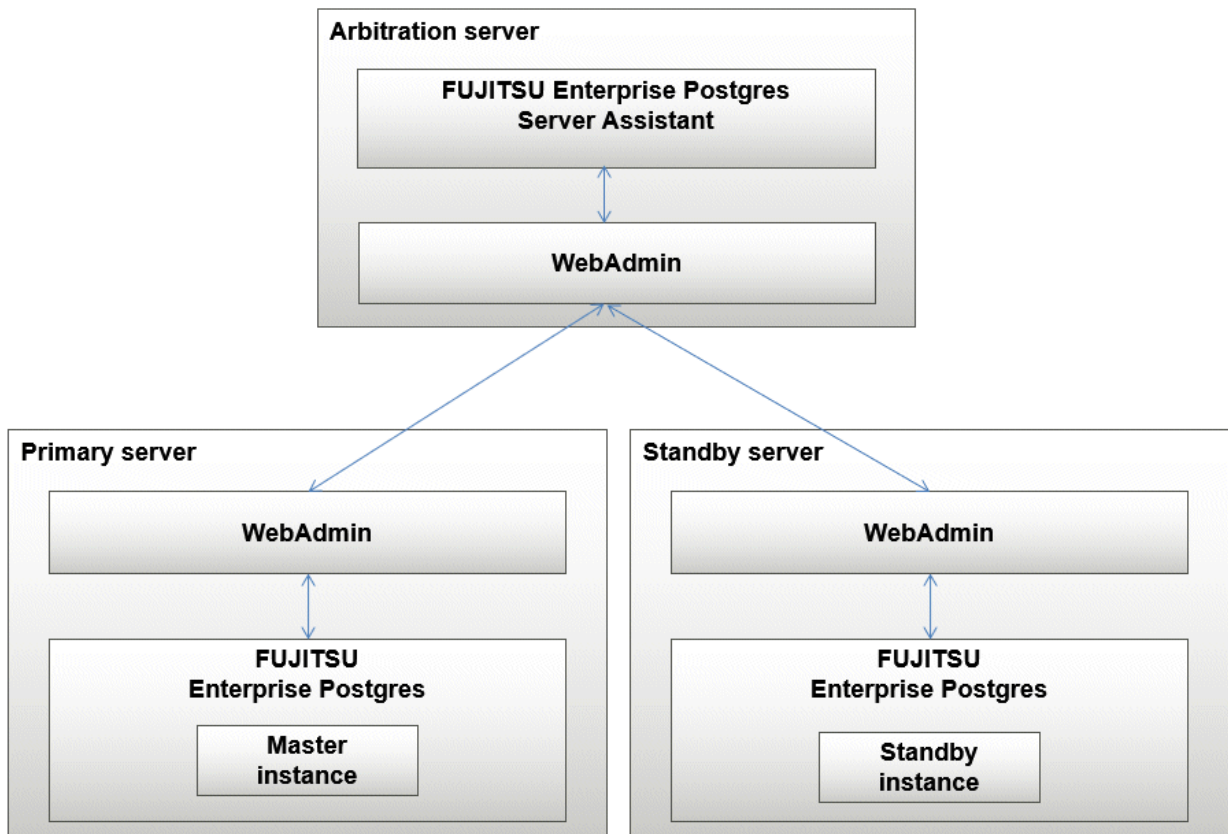 Arbitration server
FUJITSU Enterprise Postgres
Server Assistant
WebAdmin
Primary server
WebAdmin
FUJITSU
Enterprise Postgres
Master
instance
Standby server
WebAdmin
FUJITSU
Enterprise Postgres
Standby
instance